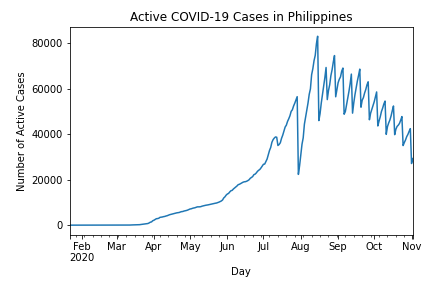 Active COVID-19 Cases in Philippines
Number of Active Cases
80000
60000
40000
20000
0
Feb Mar Apr May Jun Jul Aug Sep Oct Nov
2020
Day